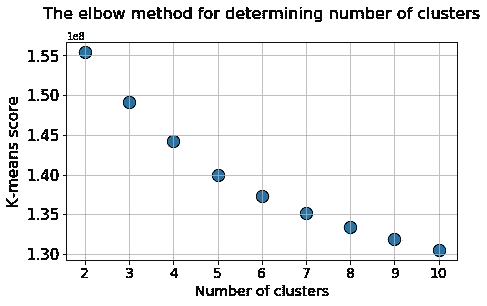 The elbow method for determining number of clusters
1e8
1.55
1.50
1.45
1.40
1.35
1.30
K-means score
2 3 4 5 6 7 8 9 10
Number of clusters